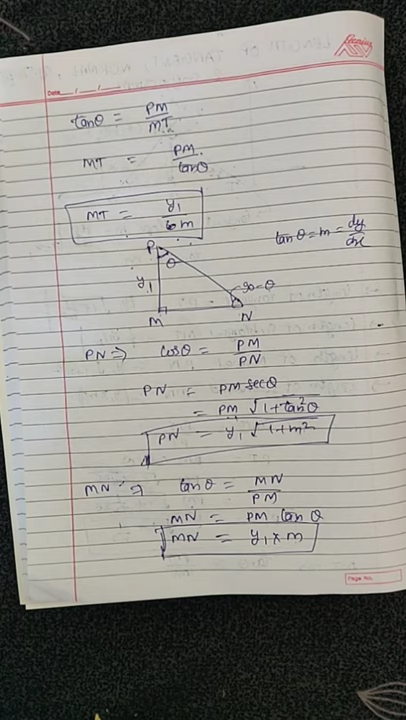 Date / /
tanθ = PM/MT
MT = PM/tanθ
MT = y₁/m
P
θ
tanθ = m = dy/dx
y₁
90-θ
M N
PN ⇒ cosθ = PM/PN
PN = PM secθ
= PM √1+tan²θ
PN = y₁ √1+m²
MN ⇒ tanθ = MN/PM
MN = PM tanθ
MN = y₁ × m
Page No.